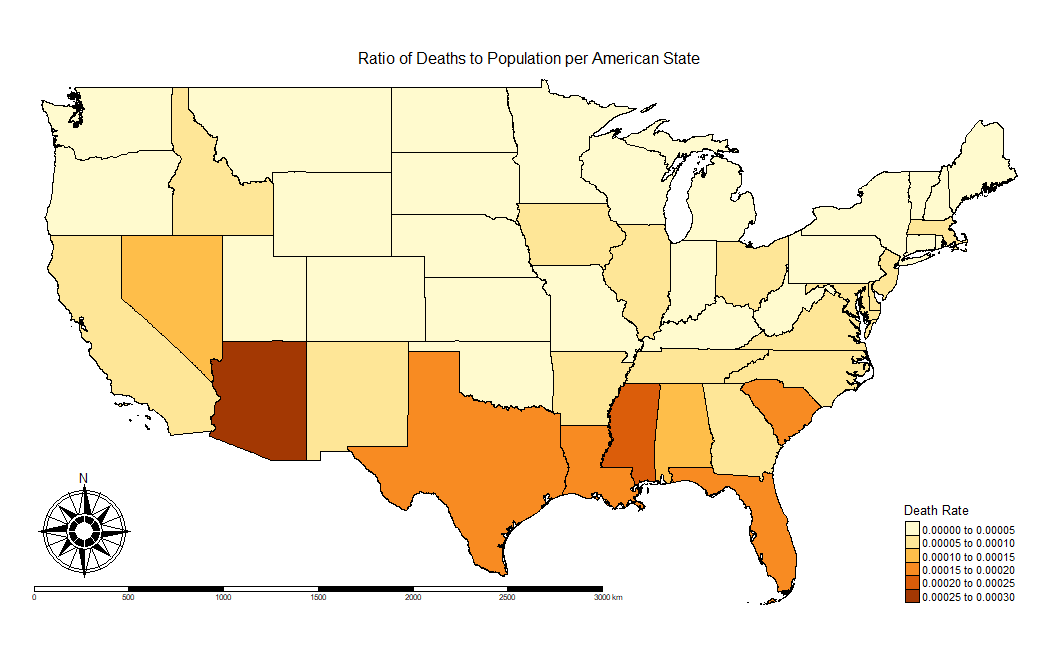 Ratio of Deaths to Population per American State
N
0 500 1000 1500 2000 2500 3000 km
Death Rate
0.00000 to 0.00005
0.00005 to 0.00010
0.00010 to 0.00015
0.00015 to 0.00020
0.00020 to 0.00025
0.00025 to 0.00030